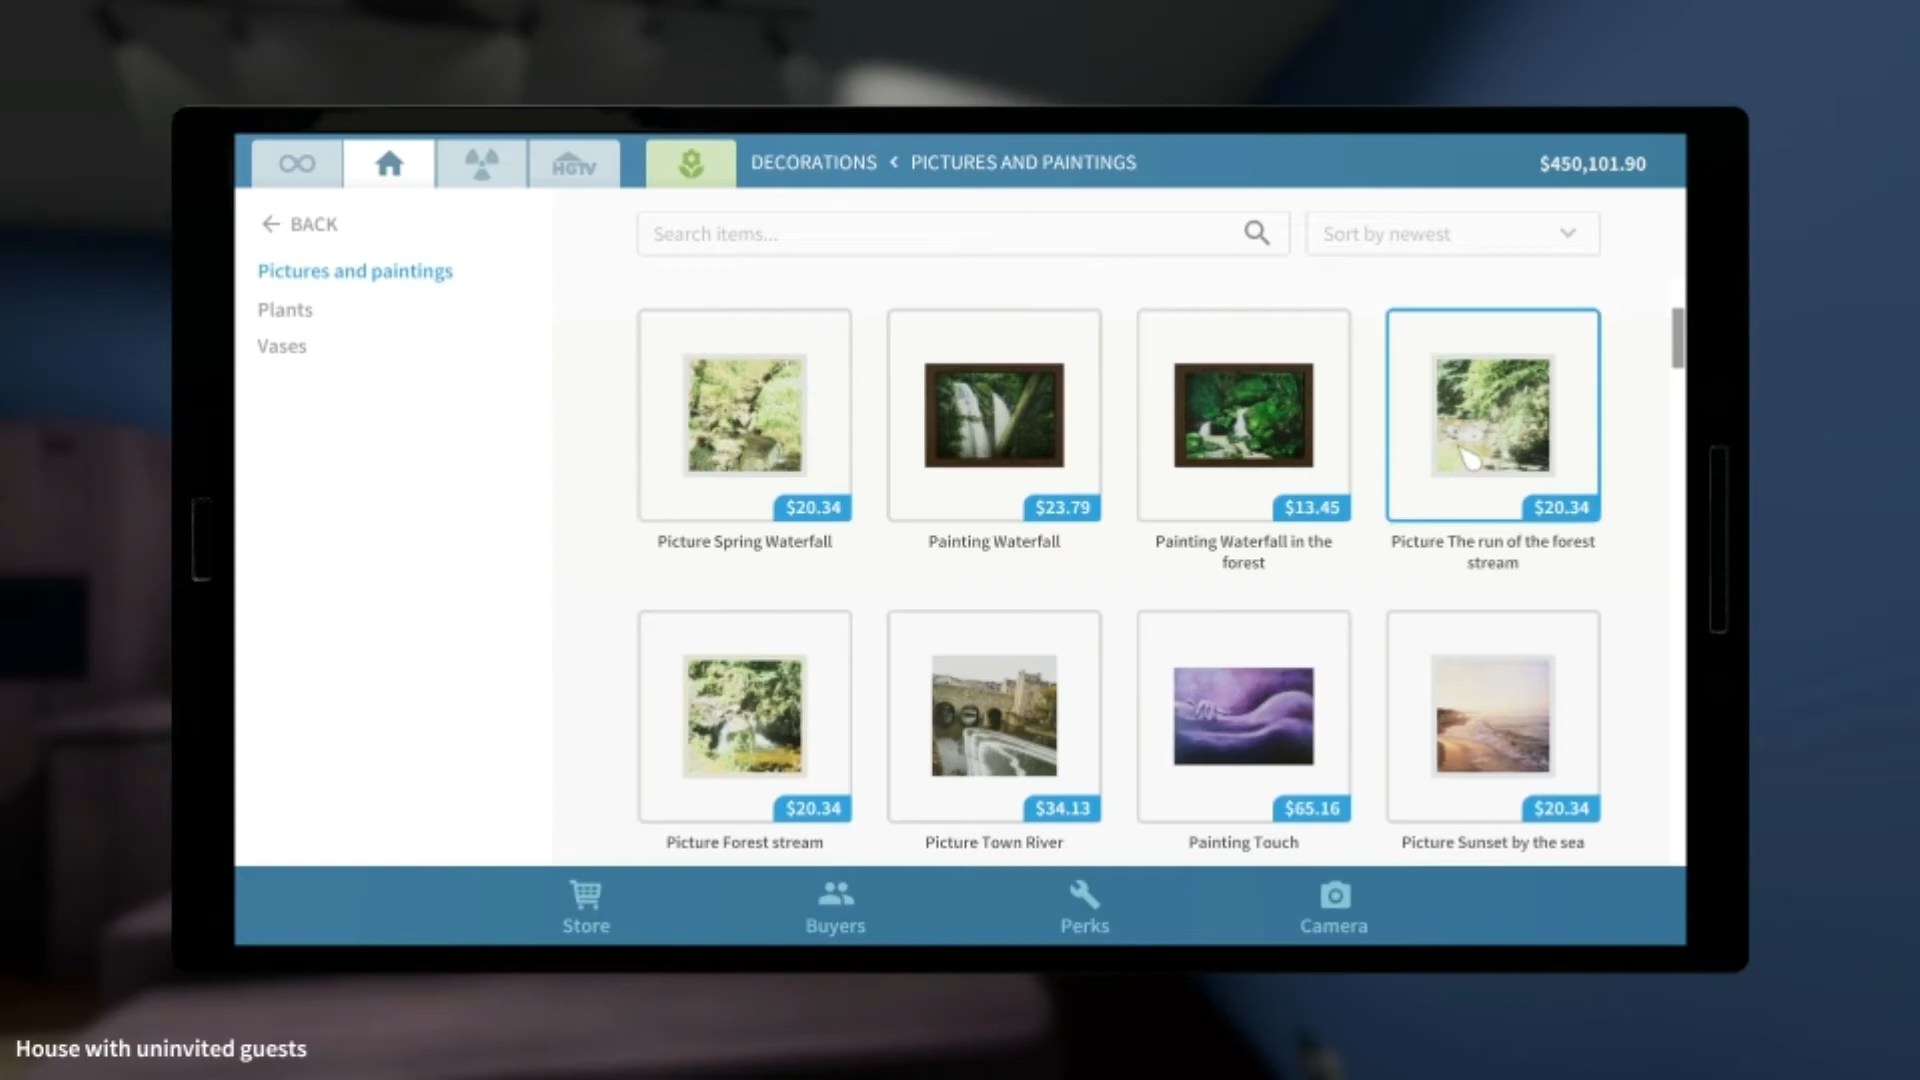 HGTV
DECORATIONS < PICTURES AND PAINTINGS
$450,101.90
BACK
Search items...
Sort by newest
Pictures and paintings
Plants
Vases
$20.34
$23.79
$13.45
$20.34
Picture Spring Waterfall
Painting Waterfall
Painting Waterfall in the
forest
Picture The run of the forest
stream
$20.34
$34.13
$65.16
$20.34
Picture Forest stream
Picture Town River
Painting Touch
Picture Sunset by the sea
Store
Buyers
Perks
Camera
House with uninvited guests